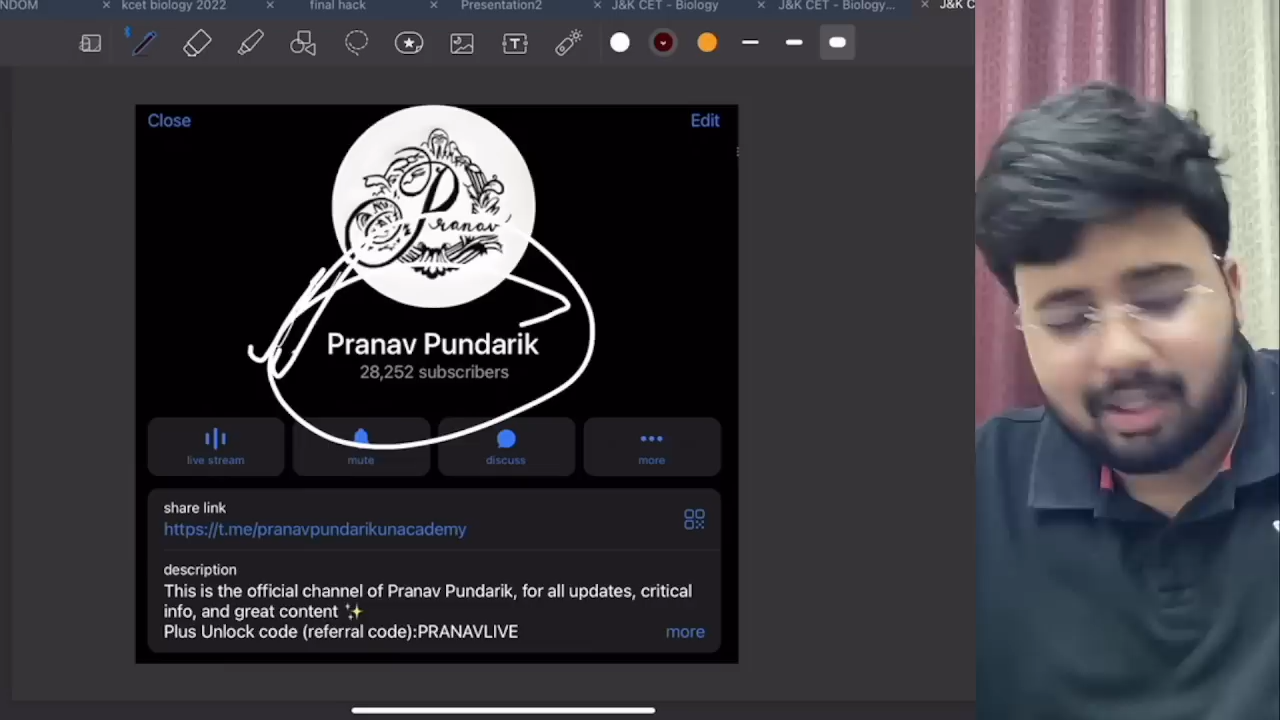 NDOM
kcet biology 2022
final hack
Presentation2
J&K CET - Biology
J&K CET - Biology...
J&K C
Close
Edit
Pranav
Pranav Pundarik
28,252 subscribers
live stream
mute
discuss
more
share link
https://t.me/pranavpundarikunacademy
description
This is the official channel of Pranav Pundarik, for all updates, critical
info, and great content ✨
Plus Unlock code (referral code):PRANAVLIVE
more